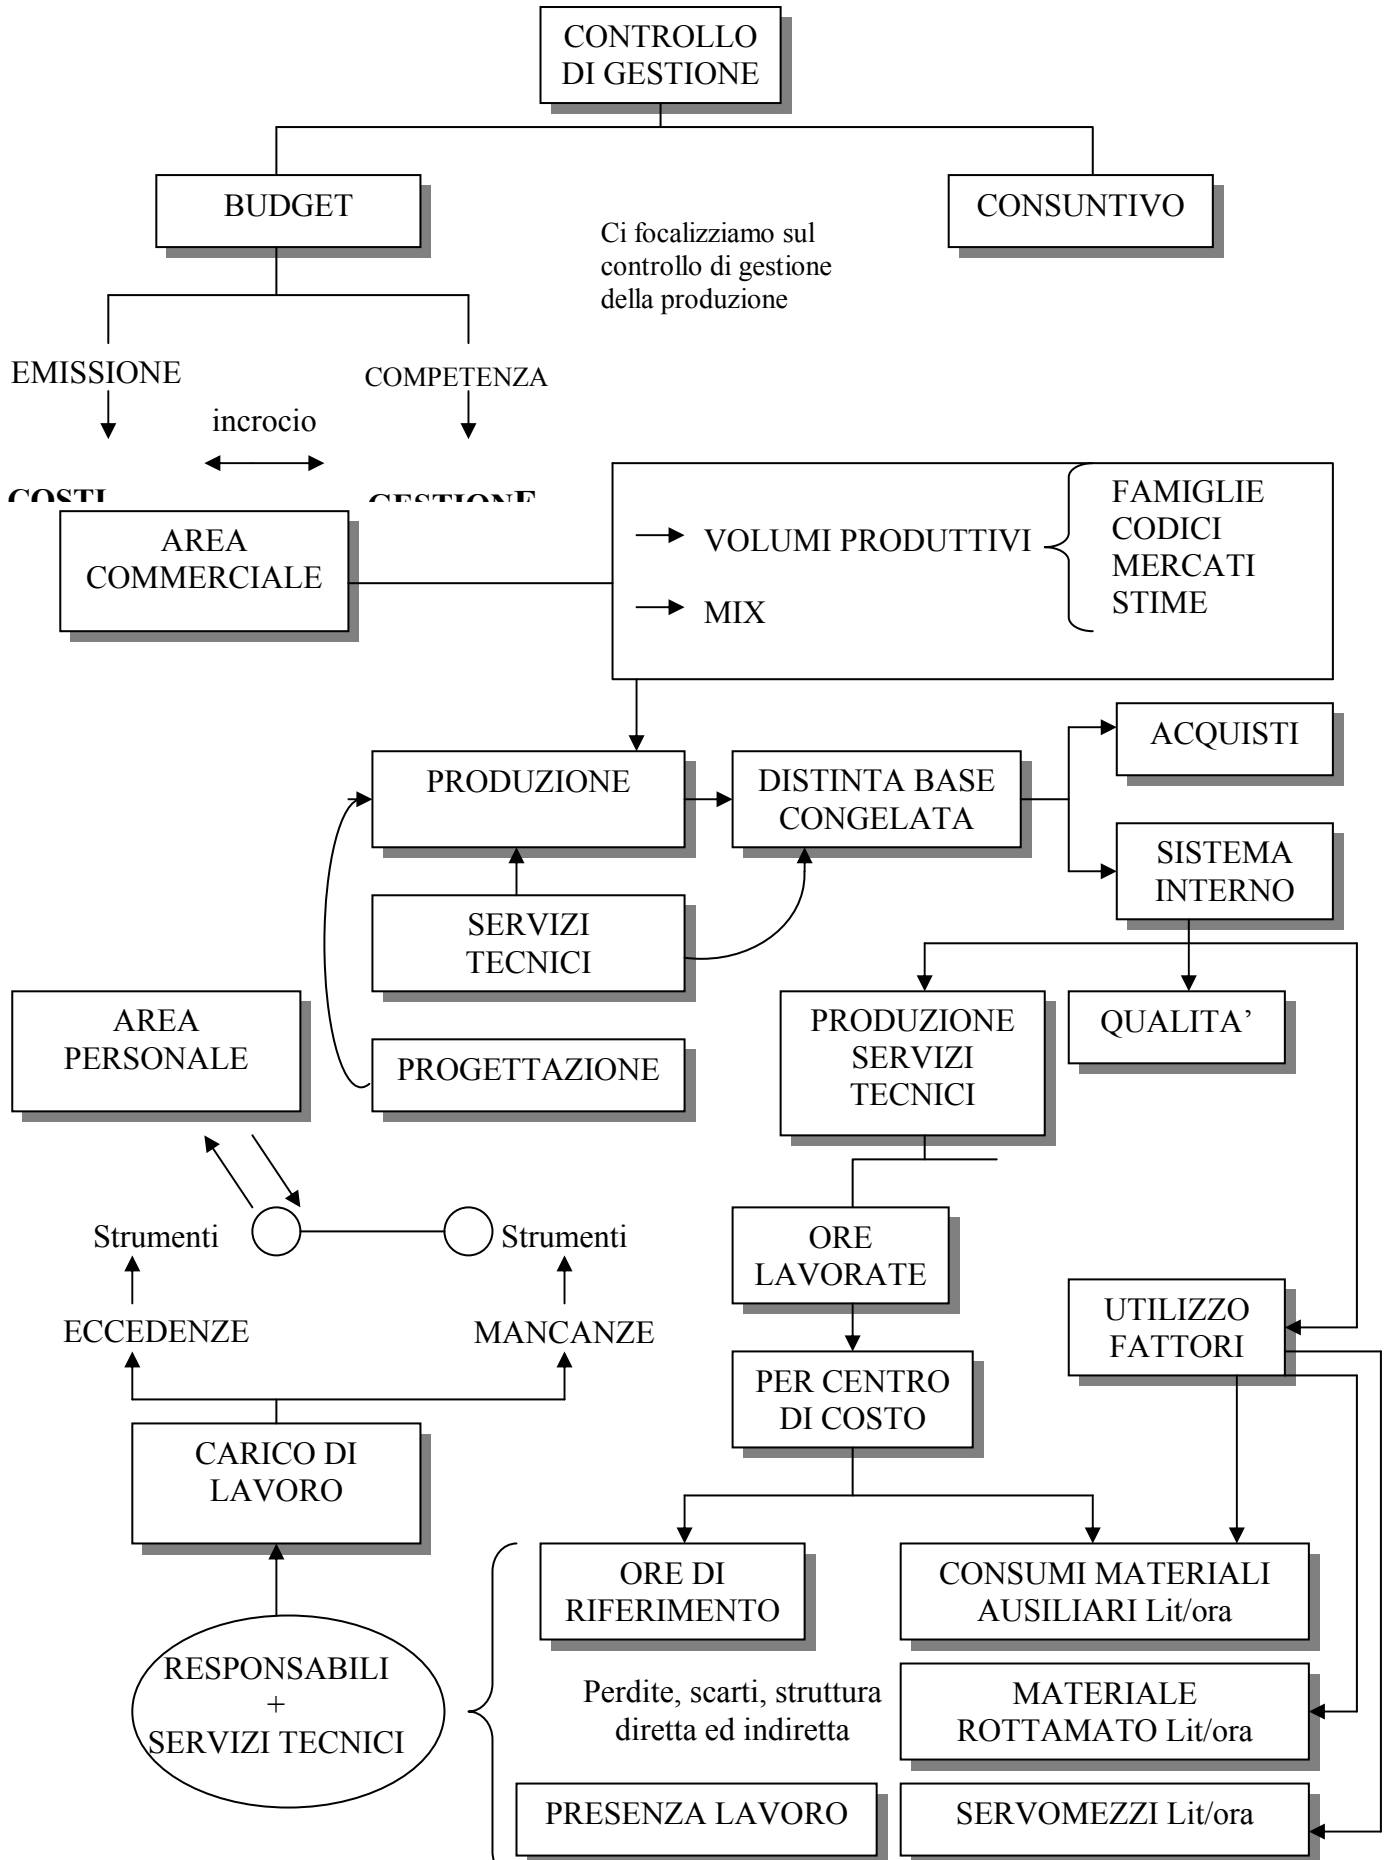 CONTROLLO
DI GESTIONE
BUDGET
CONSUNTIVO
Ci focalizziamo sul
controllo di gestione
della produzione
EMISSIONE
COMPETENZA
incrocio
COSTI
GESTIONE
AREA
COMMERCIALE
VOLUMI PRODUTTIVI
MIX
FAMIGLIE
CODICI
MERCATI
STIME
PRODUZIONE
DISTINTA BASE
CONGELATA
ACQUISTI
SISTEMA
INTERNO
SERVIZI
TECNICI
AREA
PERSONALE
PROGETTAZIONE
PRODUZIONE
SERVIZI
TECNICI
QUALITA’
Strumenti
Strumenti
ORE
LAVORATE
ECCEDENZE
MANCANZE
UTILIZZO
FATTORI
PER CENTRO
DI COSTO
CARICO DI
LAVORO
ORE DI
RIFERIMENTO
CONSUMI MATERIALI
AUSILIARI Lit/ora
RESPONSABILI
+
SERVIZI TECNICI
Perdite, scarti, struttura
diretta ed indiretta
MATERIALE
ROTTAMATO Lit/ora
PRESENZA LAVORO
SERVOMEZZI Lit/ora